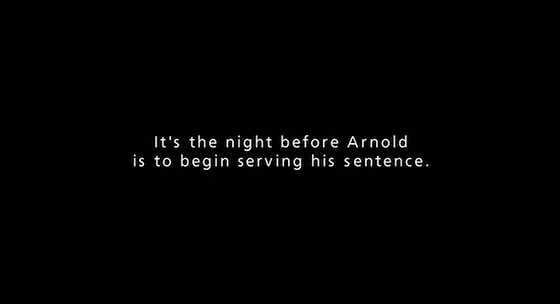 It's the night before Arnold
is to begin serving his sentence.